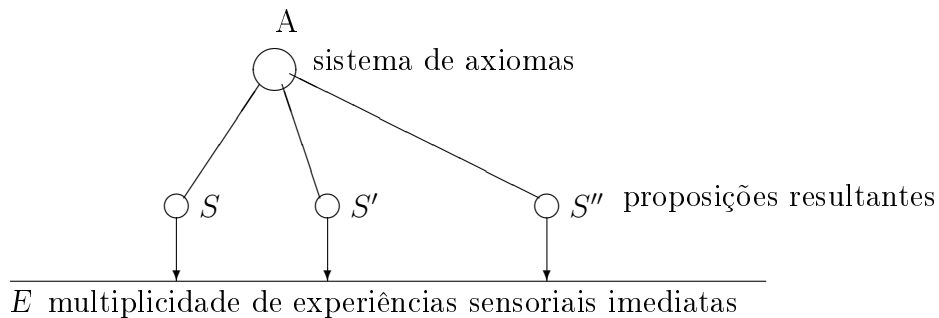 A
sistema de axiomas
S S′ S″ proposições resultantes
E multiplicidade de experiências sensoriais imediatas